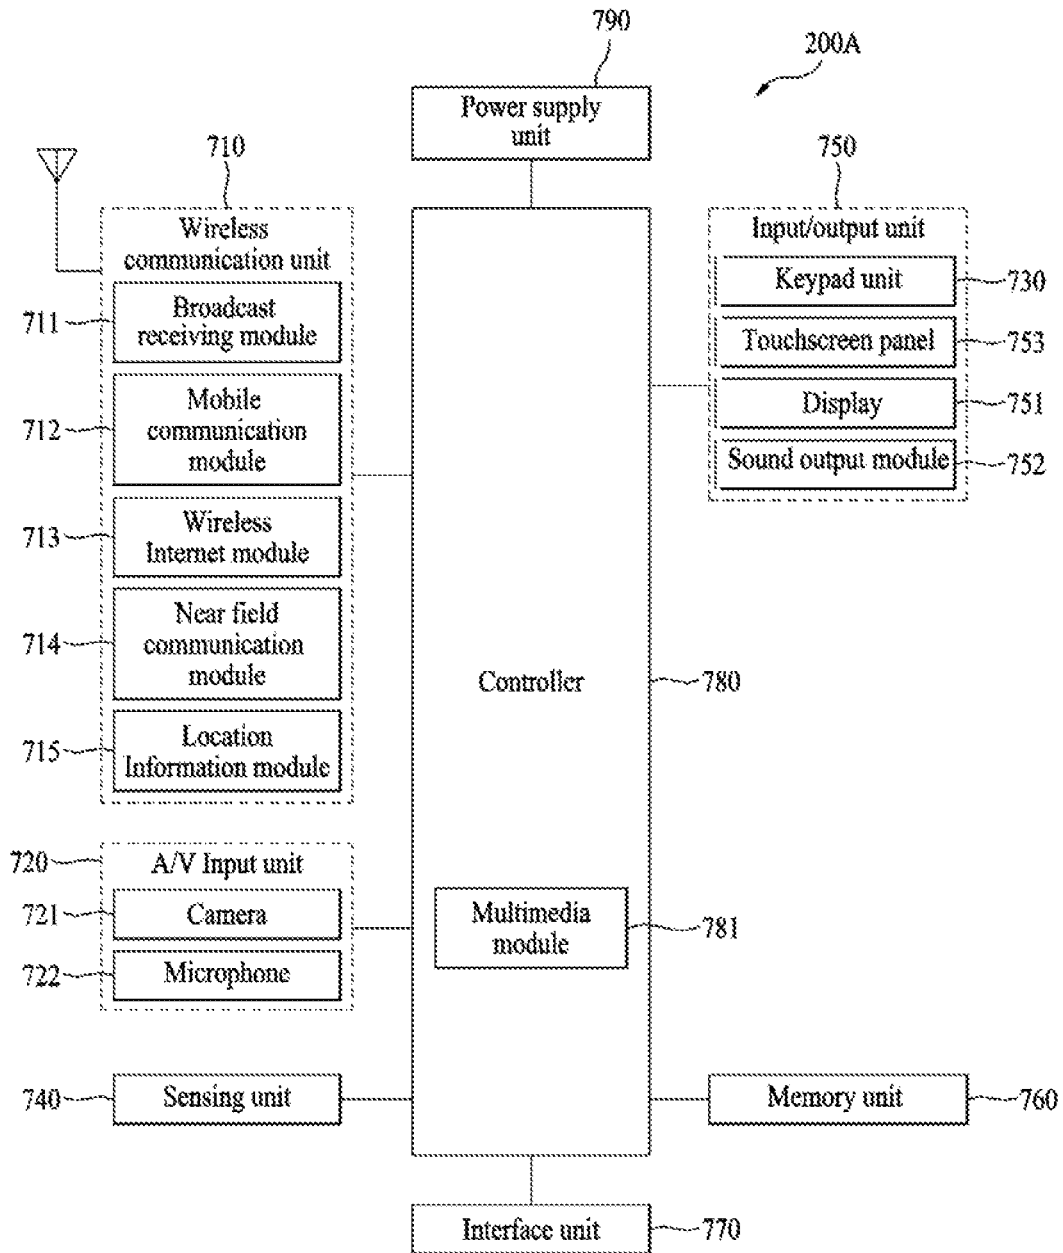 790
200A
Power supply
unit
710
750
Wireless
communication unit
Input/output unit
711
Broadcast
receiving module
Keypad unit
730
Touchscreen panel
753
712
Mobile
communication
module
Display
751
Sound output module
752
713
Wireless
Internet module
714
Near field
communication
module
Controller
780
715
Location
Information module
720
A/V Input unit
721
Camera
Multimedia
module
781
722
Microphone
740
Sensing unit
Memory unit
760
Interface unit
770